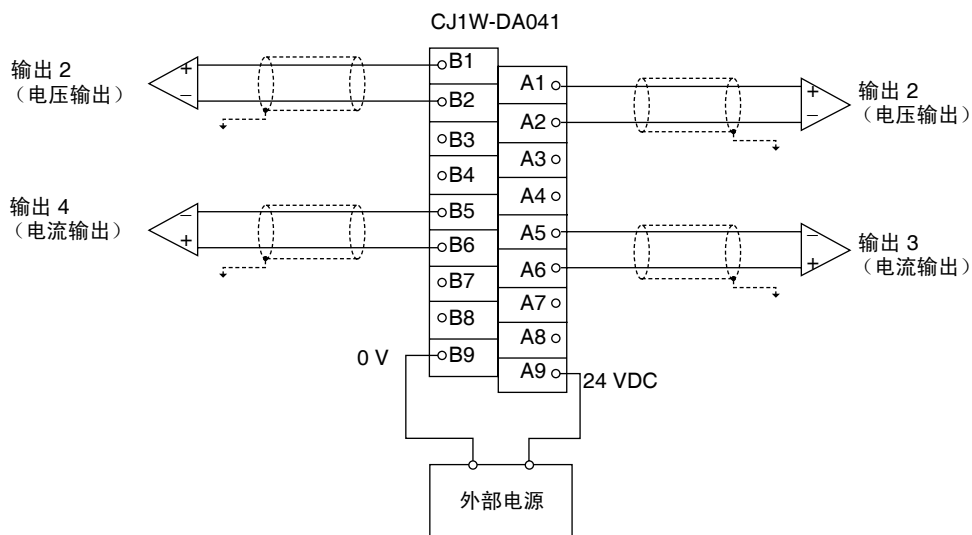 CJ1W-DA041
输出 2
（电压输出）
+
−
B1
B2
B3
B4
B5
B6
B7
B8
B9
A1
A2
A3
A4
A5
A6
A7
A8
A9
+
−
输出 2
（电压输出）
输出 4
（电流输出）
−
+
−
+
输出 3
（电流输出）
0 V
24 VDC
外部电源